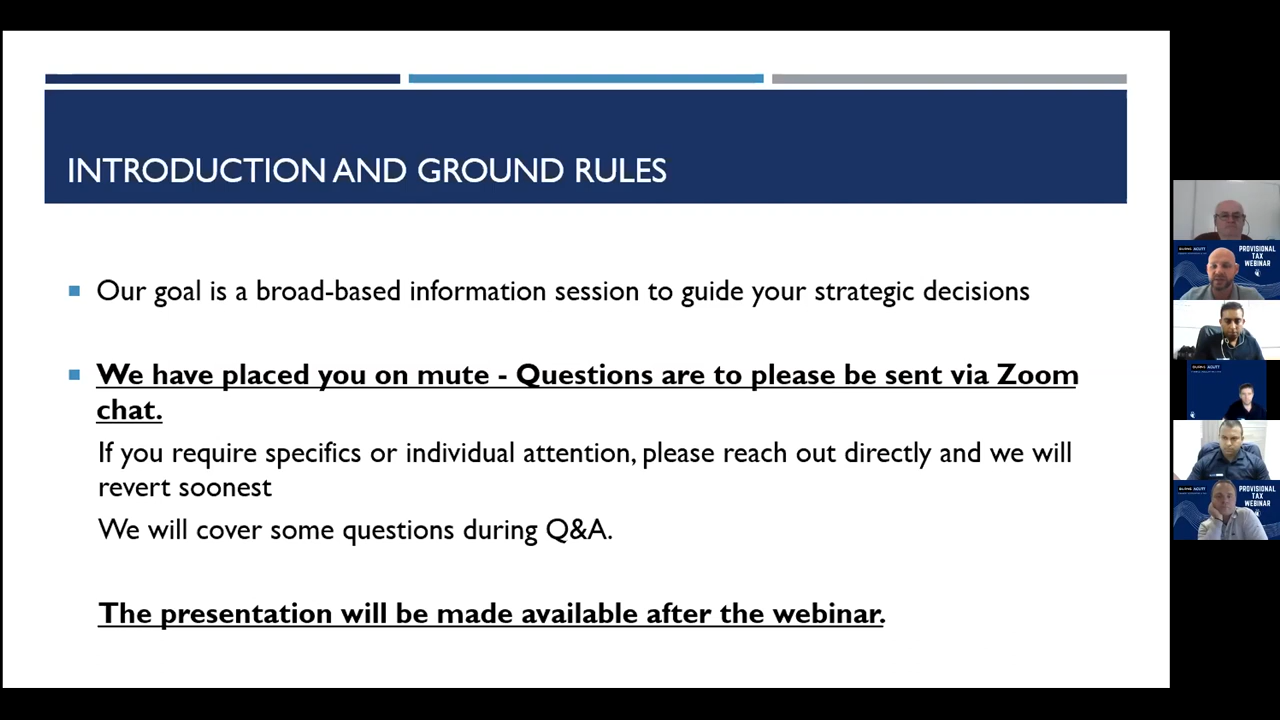 INTRODUCTION AND GROUND RULES
Our goal is a broad-based information session to guide your strategic decisions
We have placed you on mute - Questions are to please be sent via Zoom
chat.
If you require specifics or individual attention, please reach out directly and we will
revert soonest
We will cover some questions during Q&A.
The presentation will be made available after the webinar.
PROVISIONAL
TAX
WEBINAR
PROVISIONAL
TAX
WEBINAR